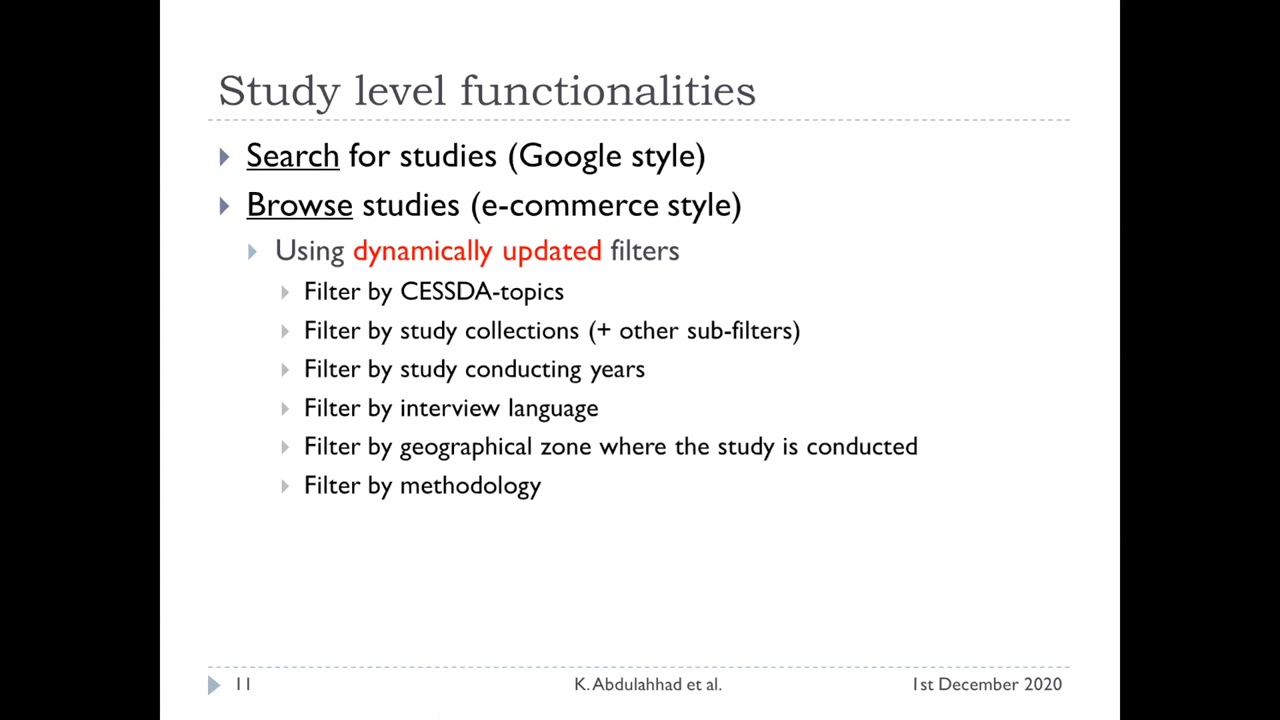 Study level functionalities
Search for studies (Google style)
Browse studies (e-commerce style)
Using dynamically updated filters
Filter by CESSDA-topics
Filter by study collections (+ other sub-filters)
Filter by study conducting years
Filter by interview language
Filter by geographical zone where the study is conducted
Filter by methodology
11 K. Abdulahhad et al. 1st December 2020